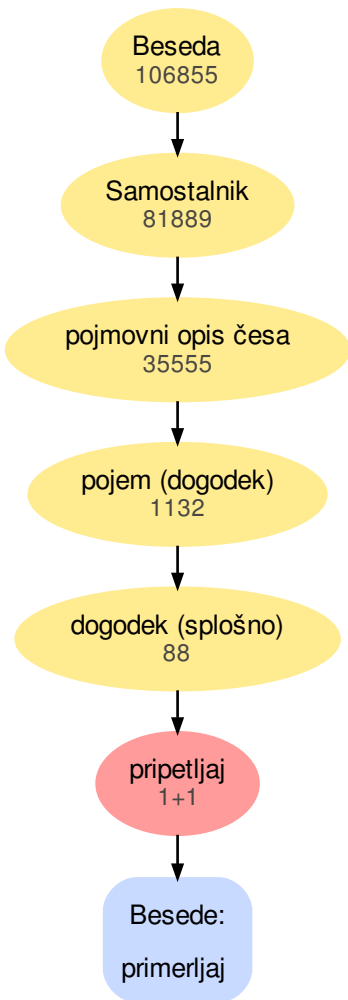 Beseda
106855
Samostalnik
81889
pojmovni opis česa
35555
pojem (dogodek)
1132
dogodek (splošno)
88
pripetljaj
1+1
Besede:
primerljaj